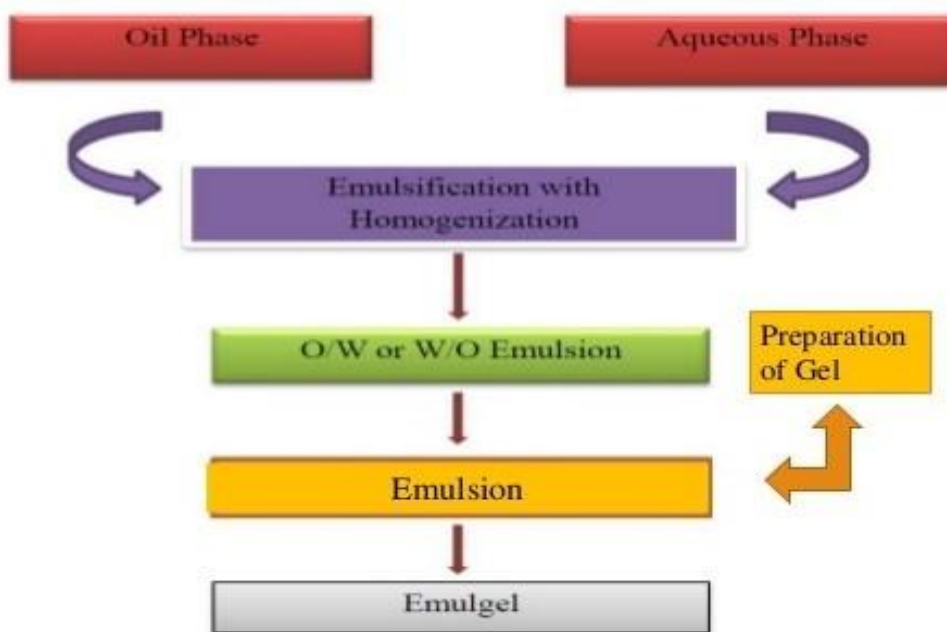 Oil Phase
Aqueous Phase
Emulsification with
Homogenization
O/W or W/O Emulsion
Preparation
of Gel
Emulsion
Emulgel